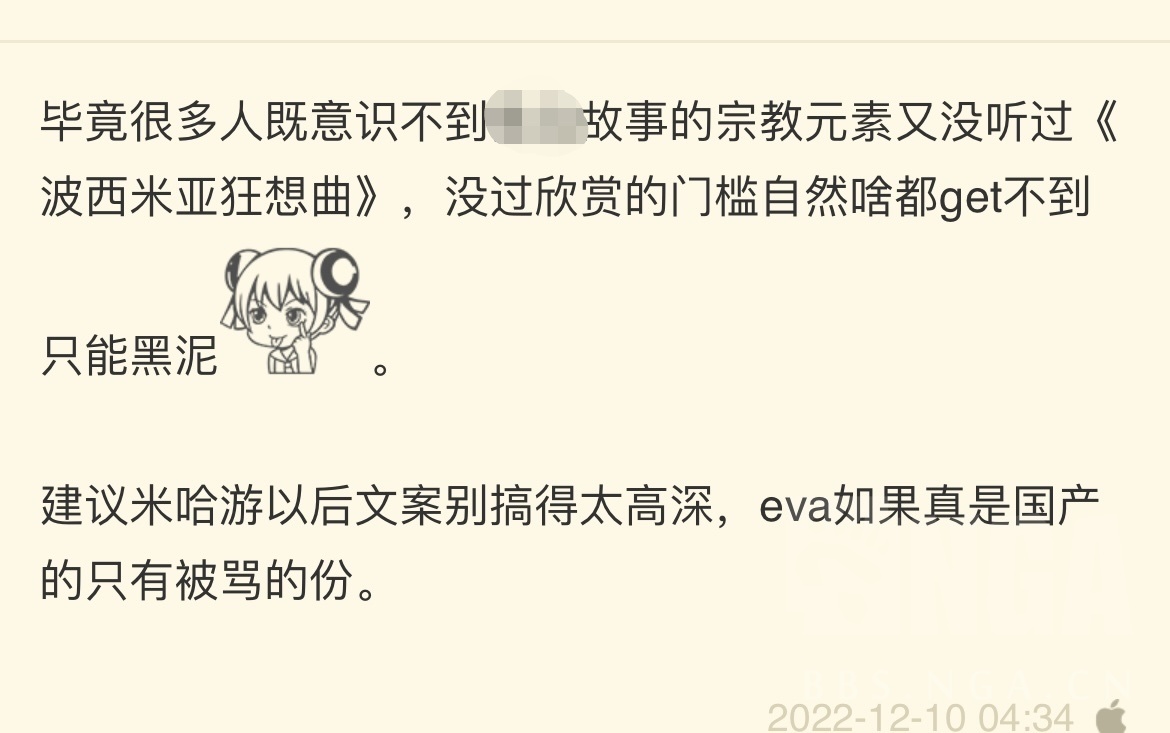 毕竟很多人既意识不到故事的宗教元素又没听过《
波西米亚狂想曲》，没过欣赏的门槛自然啥都get不到
只能黑泥。
建议米哈游以后文案别搞得太高深，eva如果真是国产
的只有被骂的份。
BBS.NGA.CN
2022-12-10 04:34